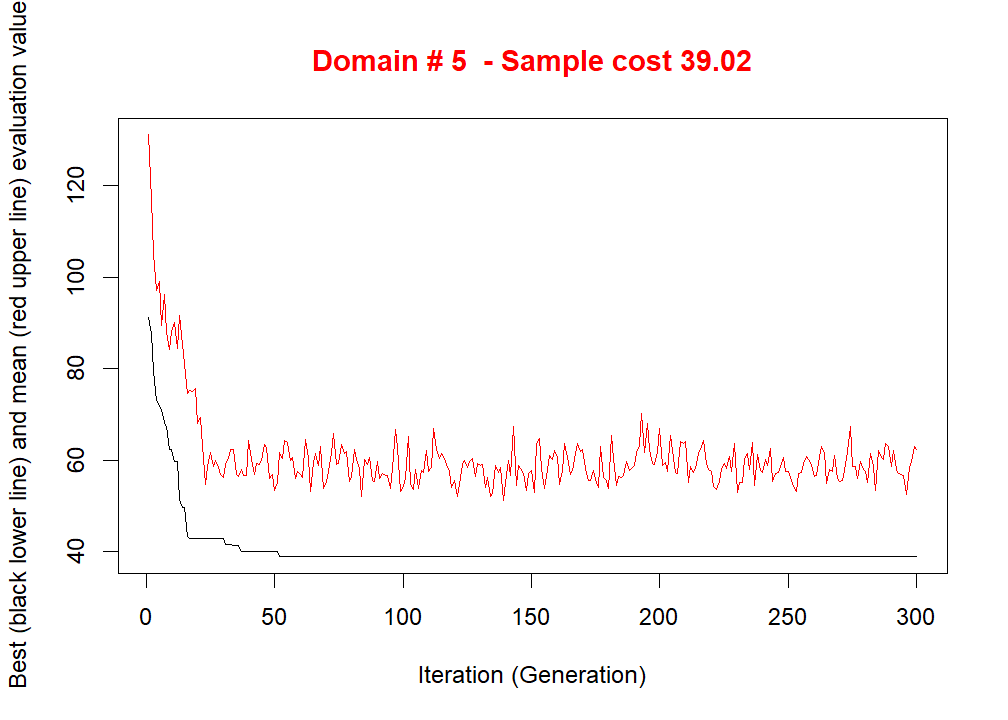 Domain # 5  - Sample cost 39.02
Best (black lower line) and mean (red upper line) evaluation value
120
100
80
60
40
0 50 100 150 200 250 300
Iteration (Generation)